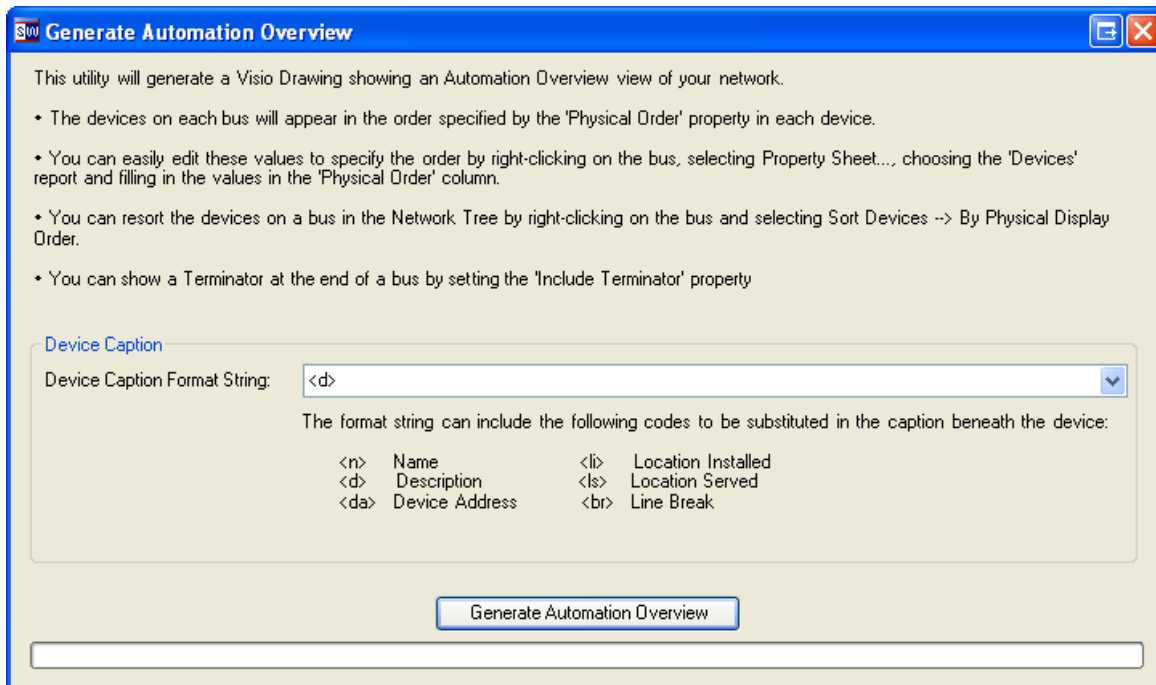 SW Generate Automation Overview
This utility will generate a Visio Drawing showing an Automation Overview view of your network.
• The devices on each bus will appear in the order specified by the 'Physical Order' property in each device.
• You can easily edit these values to specify the order by right-clicking on the bus, selecting Property Sheet..., choosing the 'Devices'
report and filling in the values in the 'Physical Order' column.
• You can resort the devices on a bus in the Network Tree by right-clicking on the bus and selecting Sort Devices --> By Physical Display
Order.
• You can show a Terminator at the end of a bus by setting the 'Include Terminator' property
Device Caption
Device Caption Format String: <d>
The format string can include the following codes to be substituted in the caption beneath the device:
<n> Name <li> Location Installed
<d> Description <ls> Location Served
<da> Device Address <br> Line Break
Generate Automation Overview